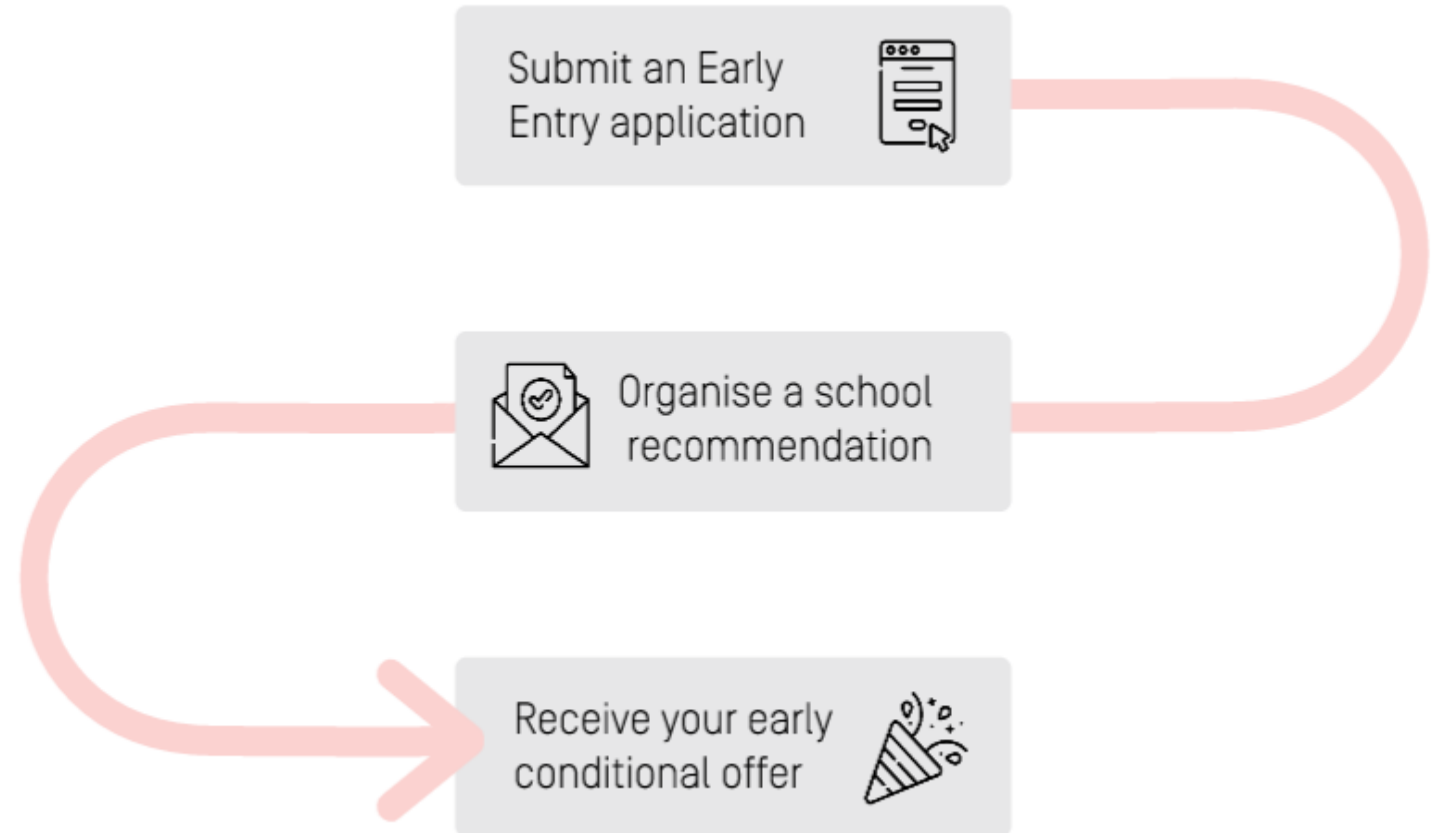 Submit an Early
Entry application
Organise a school
recommendation
Receive your early
conditional offer